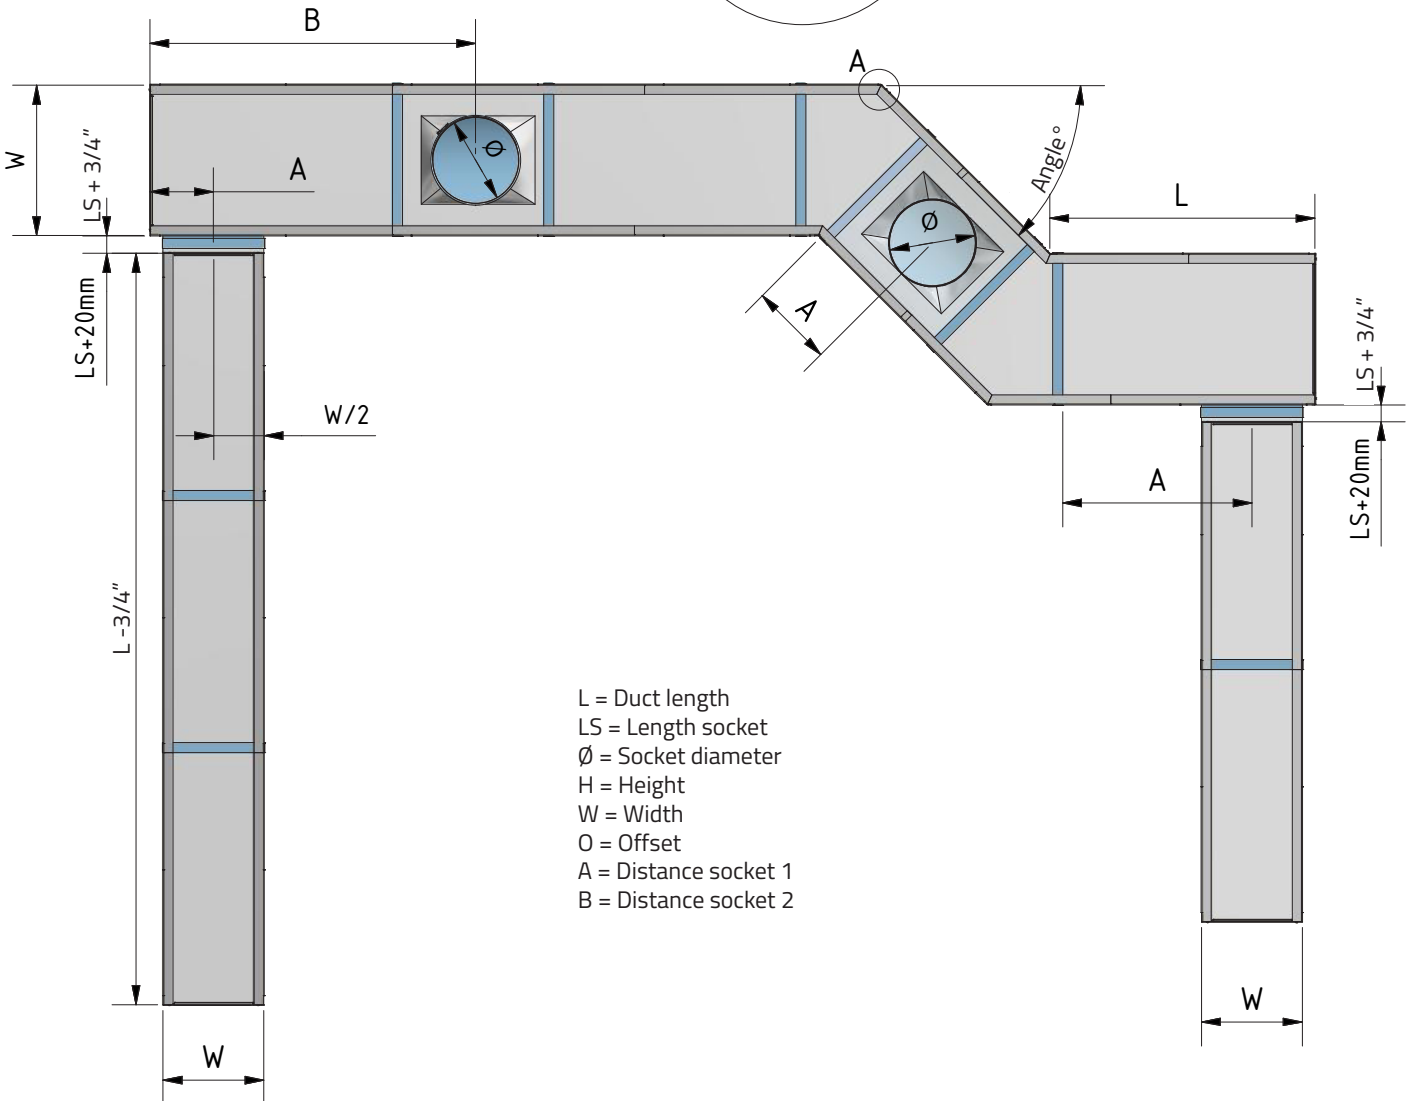 B
A
W
LS + 3/4"
A
Ø
Angle°
L
Ø
A
LS+20mm
LS + 3/4"
W/2
A
LS+20mm
L -3/4"
L = Duct length
LS = Length socket
Ø = Socket diameter
H = Height
W = Width
O = Offset
A = Distance socket 1
B = Distance socket 2
W
W